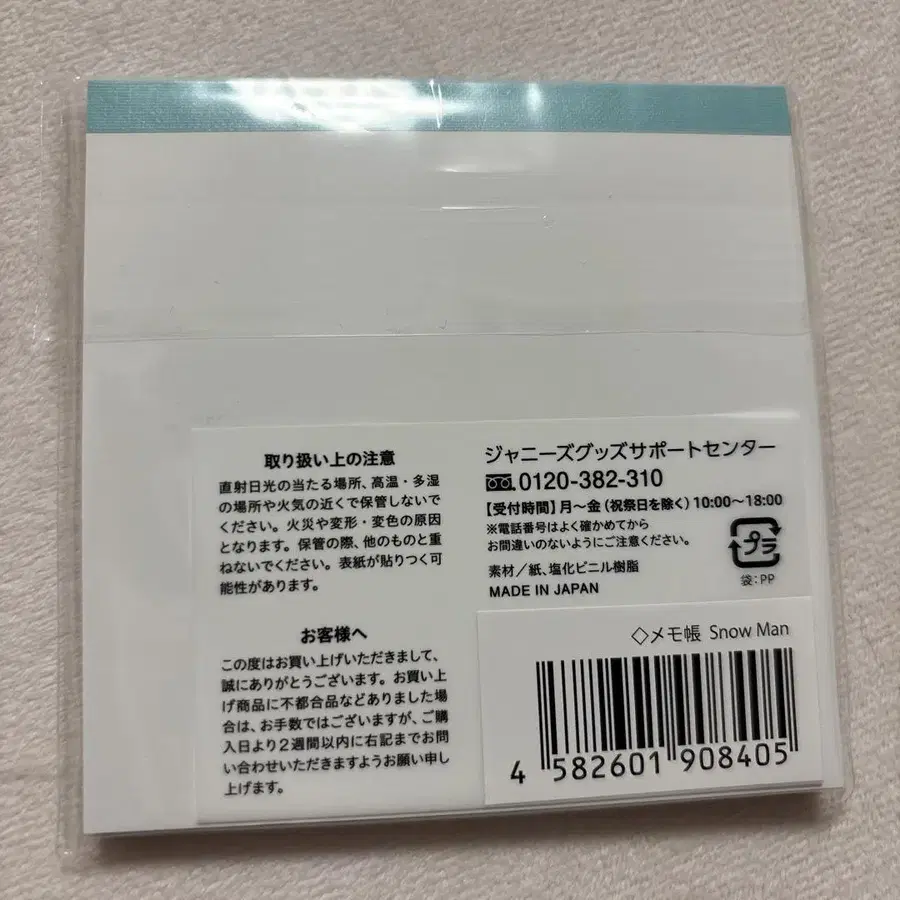 取り扱い上の注意
直射日光の当たる場所、高温・多湿
の場所や火気の近くで保管しないで
ください。火災や変形・変色の原因
となります。保管の際、他のものと重
ねないでください。表紙が貼りつく可
能性があります。
お客様へ
この度はお買い上げいただきまして、
誠にありがとうございます。お買い上
げ商品に不都合品などありました場
合は、お手数ではございますが、ご購
入日より2週間以内に右記までお問
い合わせいただきますようお願い申し
上げます。
ジャニーズグッズサポートセンター
0120-382-310
【受付時間】月〜金(祝祭日を除く)10:00〜18:00
※電話番号はよく確かめてから
お間違いのないようにご注意ください。
素材/紙、塩化ビニル樹脂
MADE IN JAPAN
プラ
袋:PP
◇メモ帳 Snow Man
4 582601 908405